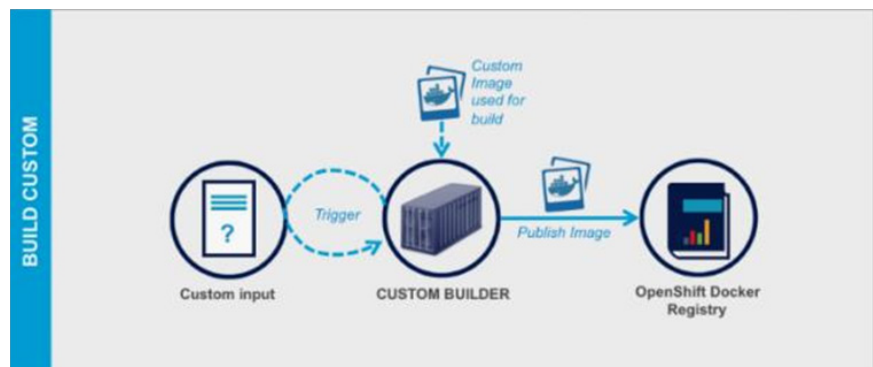 BUILD CUSTOM
Custom
Image
used for
build
Trigger
?
Publish Image
Custom input
CUSTOM BUILDER
OpenShift Docker
Registry